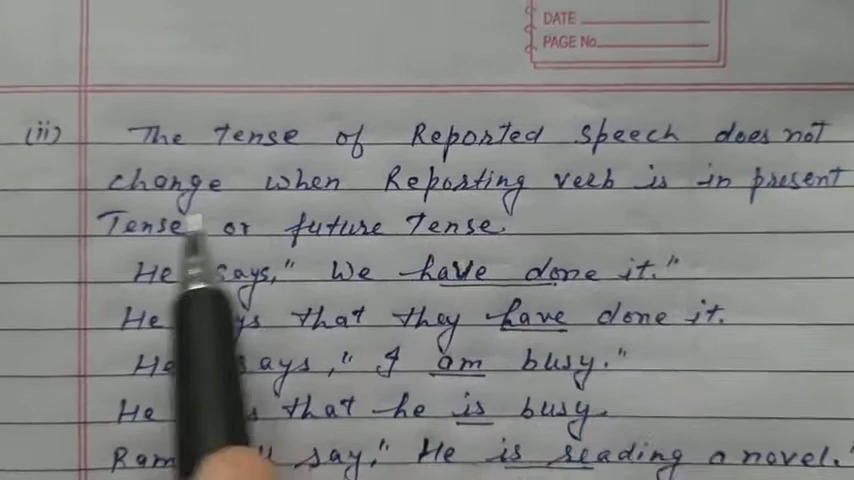 DATE
PAGE No.
(ii) The tense of Reported speech does not
change when Reporting verb is in present
Tense or future Tense.
He says," We have done it."
He that they have done it.
He says," I am busy."
He that he is busy.
Ram say," He is reading a novel."